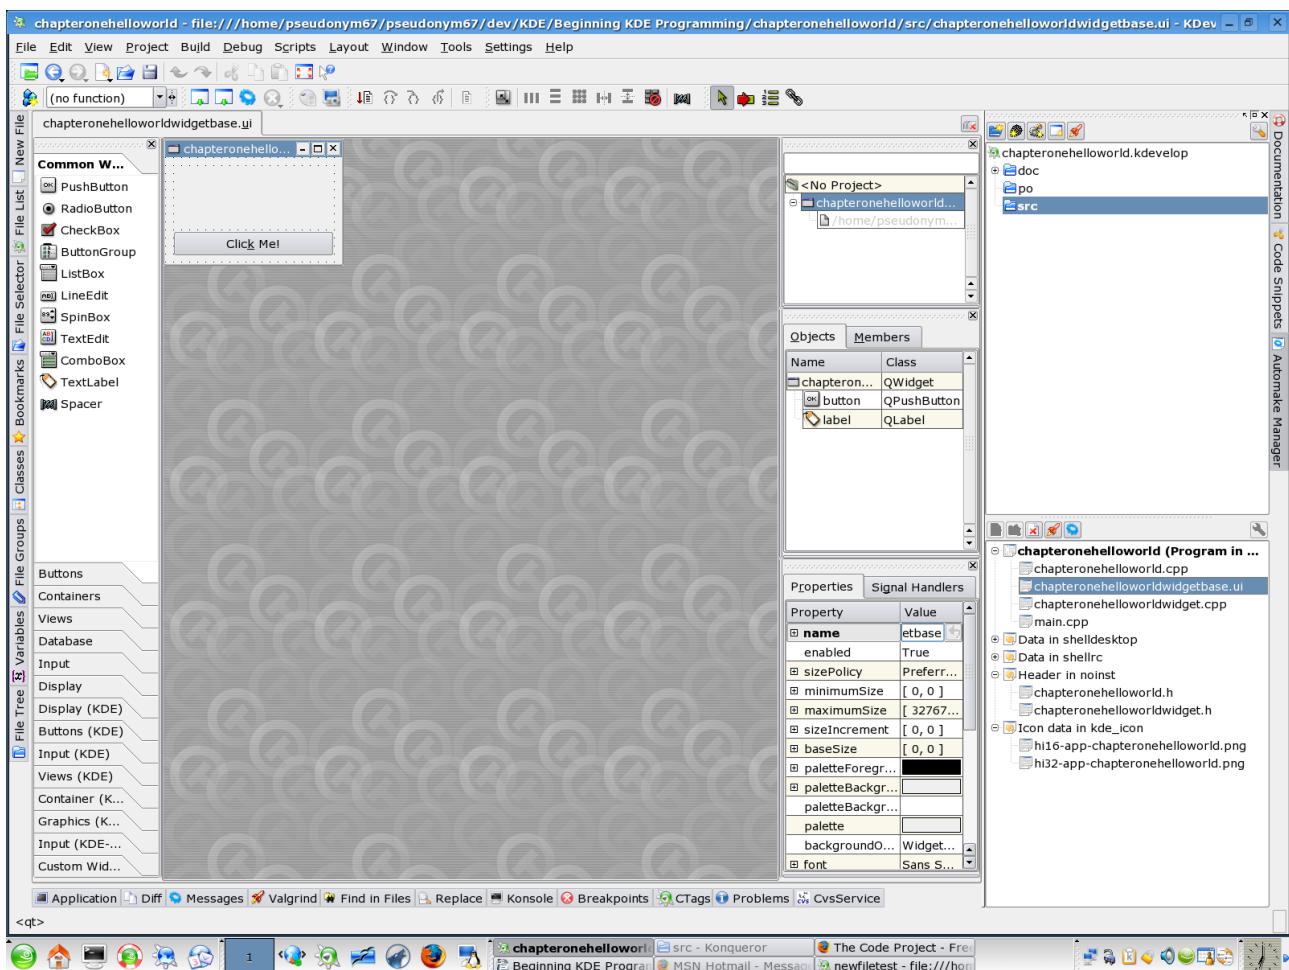 chapteronehelloworld - file:///home/pseudonym67/pseudonym67/dev/KDE/Beginning KDE Programming/chapteronehelloworld/src/chapteronehelloworldwidgetbase.ui - KDev
File Edit View Project Build Debug Scripts Layout Window Tools Settings Help
(no function)
chapteronehelloworldwidgetbase.ui
New File
File List
File Selector
Bookmarks
Classes
File Groups
Variables
File Tree
Common W...
PushButton
RadioButton
CheckBox
ButtonGroup
ListBox
LineEdit
SpinBox
TextEdit
ComboBox
TextLabel
Spacer
Buttons
Containers
Views
Database
Input
Display
Display (KDE)
Buttons (KDE)
Input (KDE)
Views (KDE)
Container (K...
Graphics (K...
Input (KDE-...
Custom Wid...
chapteronehello...
Click Me!
<No Project>
chapteronehelloworld...
/home/pseudonym...
Objects Members
Name Class
chapteron... QWidget
button QPushButton
label QLabel
Properties Signal Handlers
Property Value
name etbase
enabled True
sizePolicy Preferr...
minimumSize [ 0, 0 ]
maximumSize [ 32767...
sizeIncrement [ 0, 0 ]
baseSize [ 0, 0 ]
paletteForegr...
paletteBackgr...
paletteBackgr...
palette
backgroundO... Widget...
font Sans S...
chapteronehelloworld.kdevelop
doc
po
src
chapteronehelloworld (Program in ...
chapteronehelloworld.cpp
chapteronehelloworldwidgetbase.ui
chapteronehelloworldwidget.cpp
main.cpp
Data in shelldesktop
Data in shellrc
Header in noinst
chapteronehelloworld.h
chapteronehelloworldwidget.h
Icon data in kde_icon
hi16-app-chapteronehelloworld.png
hi32-app-chapteronehelloworld.png
Documentation
Code Snippets
Automake Manager
Application Diff Messages Valgrind Find in Files Replace Konsole Breakpoints CTags Problems CvsService
<qt>
1
chapteronehelloworl src - Konqueror The Code Project - Free
Beginning KDE Program MSN Hotmail - Messag newfiletest - file:///hom